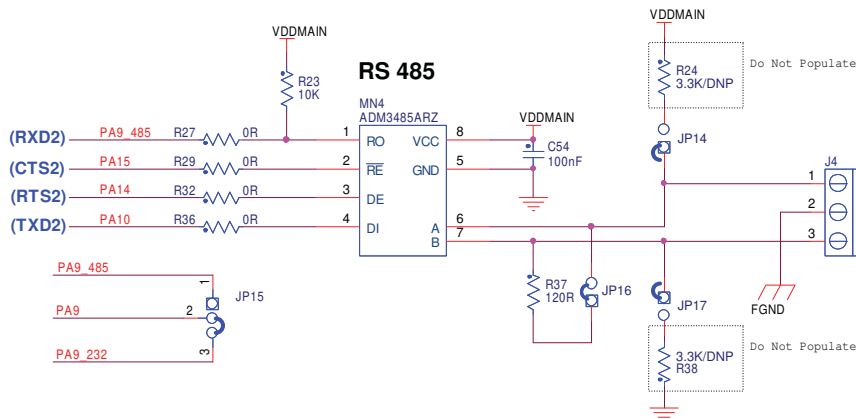 VDDMAIN
VDDMAIN
RS 485
R23
10K
R24
3.3K/DNP
Do Not Populate
MN4
ADM3485ARZ
VDDMAIN
(RXD2) PA9_485 R27 0R 1 RO VCC 8
C54
100nF
JP14
(CTS2) PA15 R29 0R 2 RE GND 5
J4
1
(RTS2) PA14 R32 0R 3 DE
2
(TXD2) PA10 R36 0R 4 DI A 6
B 7
3
PA9_485
1
JP15
R37
120R
JP16
JP17
FGND
PA9 2
PA9_232 3
3.3K/DNP
R38
Do Not Populate